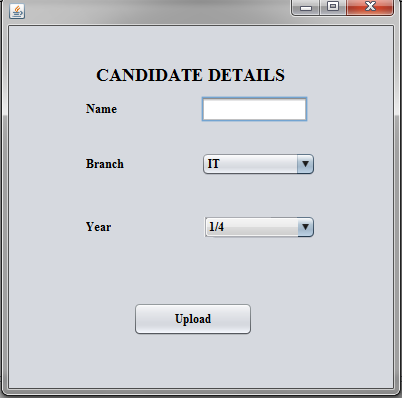 CANDIDATE DETAILS
Name
Branch IT
Year 1/4
Upload